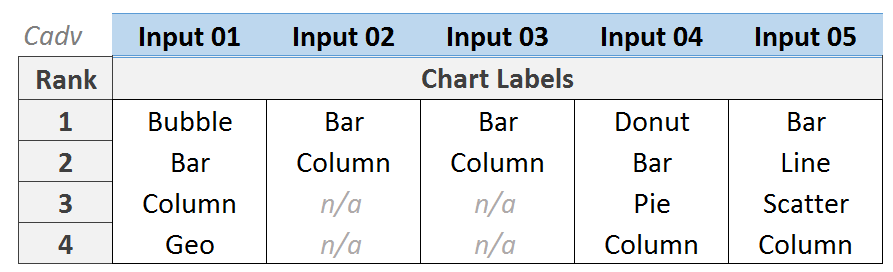 Cadv Input 01 Input 02 Input 03 Input 04 Input 05
Rank Chart Labels
1 Bubble Bar Bar Donut Bar
2 Bar Column Column Bar Line
3 Column n/a n/a Pie Scatter
4 Geo n/a n/a Column Column